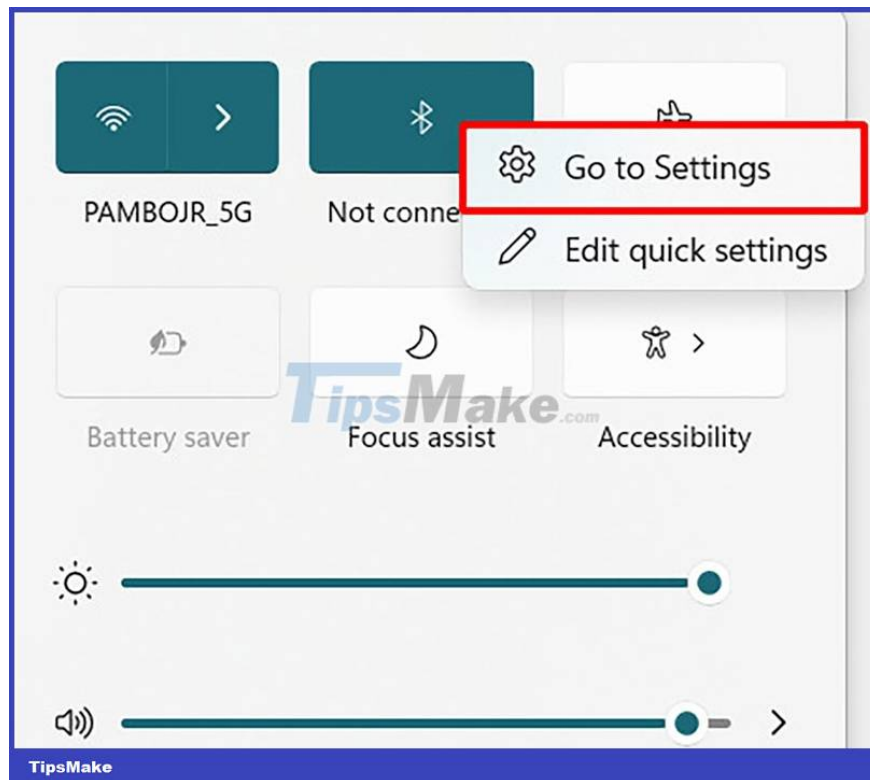 Go to Settings
PAMBOJR_5G
Not conne
Edit quick settings
TipsMake.com
Battery saver
Focus assist
Accessibility
TipsMake